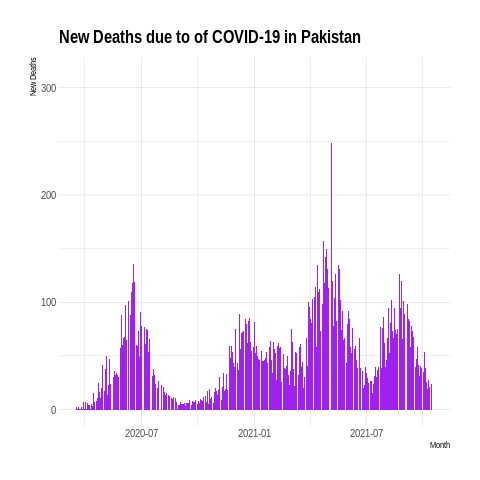 New Deaths due to of COVID-19 in Pakistan
New Deaths
300
200
100
0
2020-07 2021-01 2021-07
Month